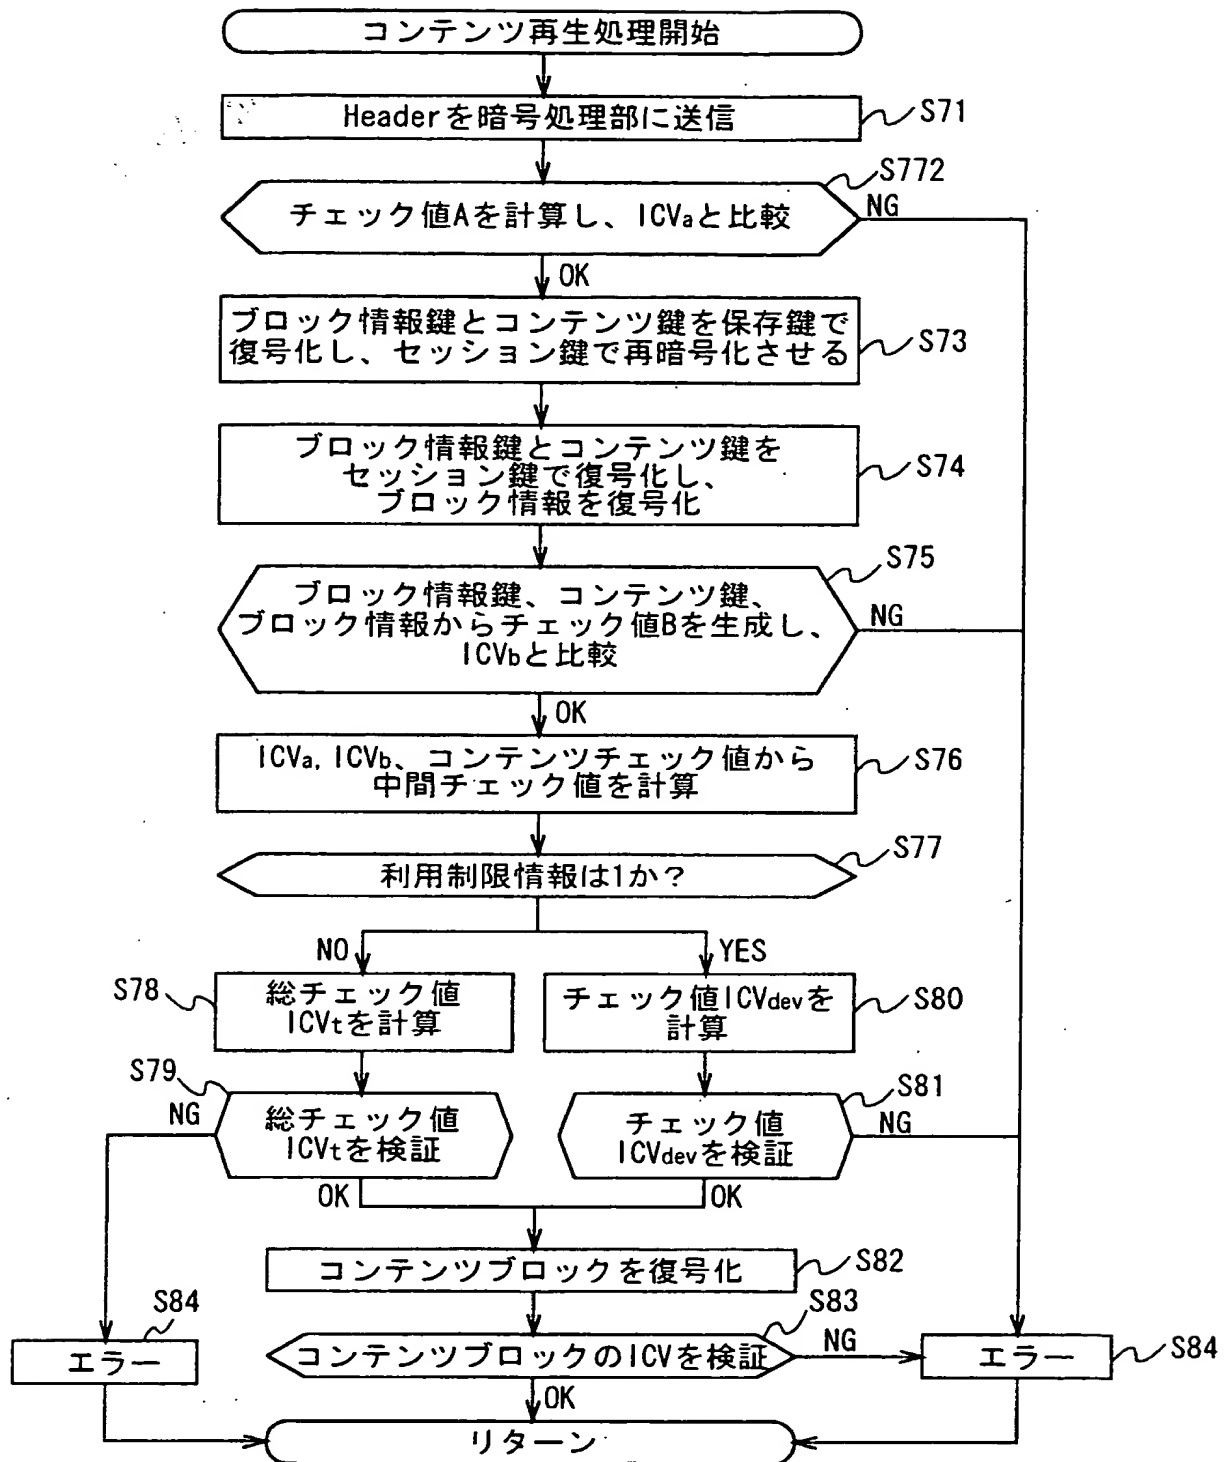 コンテンツ再生処理開始
Headerを暗号処理部に送信
S71
S772
チェック値Aを計算し、ICVaと比較
NG
OK
ブロック情報鍵とコンテンツ鍵を保存鍵で
復号化し、セッション鍵で再暗号化させる
S73
ブロック情報鍵とコンテンツ鍵を
セッション鍵で復号化し、
ブロック情報を復号化
S74
S75
ブロック情報鍵、コンテンツ鍵、
ブロック情報からチェック値Bを生成し、
ICVbと比較
NG
OK
ICVa, ICVb、コンテンツチェック値から
中間チェック値を計算
S76
S77
利用制限情報は1か?
NO
YES
S78
総チェック値
ICVtを計算
チェック値ICVdevを
計算
S80
S79
NG
総チェック値
ICVtを検証
S81
チェック値
ICVdevを検証
NG
OK
OK
コンテンツブロックを復号化
S82
S83
コンテンツブロックのICVを検証
NG
S84
エラー
エラー
S84
OK
リターン